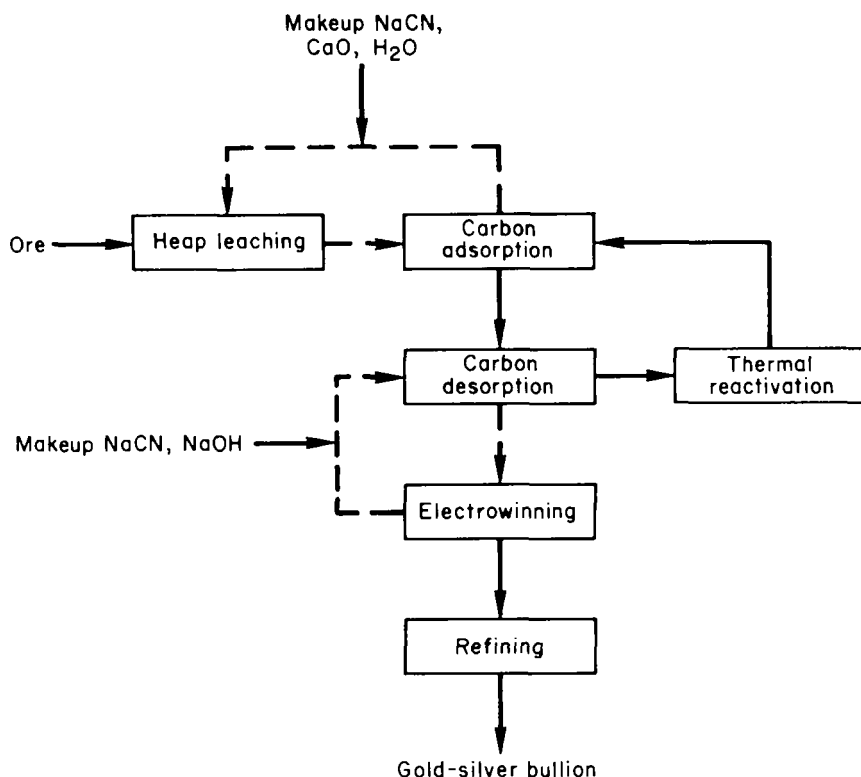 Makeup NaCN,
CaO, H₂O
Ore
Heap leaching
Carbon
adsorption
Carbon
desorption
Thermal
reactivation
Makeup NaCN, NaOH
Electrowinning
Refining
Gold-silver bullion